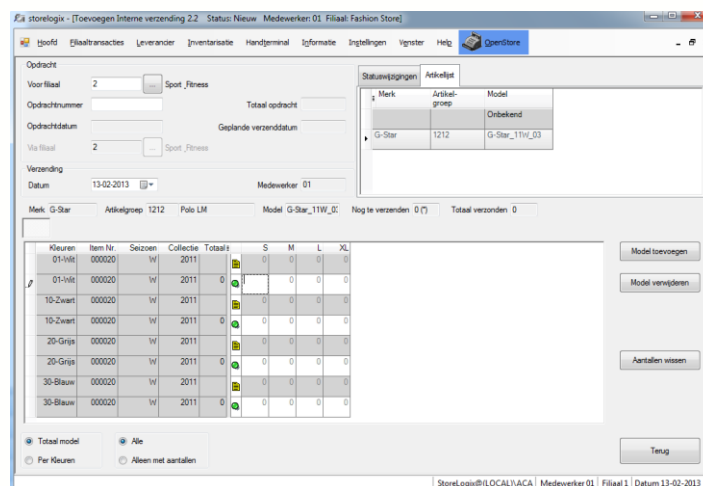 storelogix - [Toevoegen Interne verzending 2.2 Status: Nieuw Medewerker: 01 Filiaal: Fashion Store]
Hoofd Filiaaltransacties Leverancier Inventarisatie Handterminal Informatie Instellingen Venster Help OpenStore
Opdracht
Voor filiaal 2 ... Sport_Fitness
Opdrachtnummer Totaal opdracht
Opdrachtdatum Geplande verzenddatum
Via filiaal 2 ... Sport_Fitness
Verzending
Datum 13-02-2013 Medewerker 01
Statuswijzigingen Artikellijst
Merk Artikel-groep Model
Onbekend
G-Star 1212 G-Star_11W_03
Merk G-Star Artikelgroep 1212 Polo LM Model G-Star_11W_0: Nog te verzenden 0 (*) Totaal verzonden 0
Kleuren Item Nr. Seizoen Collectie Totaals S M L XL
01-Wit 000020 W 2011 0 0 0 0
01-Wit 000020 W 2011 0 0 0 0
10-Zwart 000020 W 2011 0 0 0 0
10-Zwart 000020 W 2011 0 0 0 0 0
20-Grijs 000020 W 2011 0 0 0 0
20-Grijs 000020 W 2011 0 0 0 0 0
30-Blauw 000020 W 2011 0 0 0 0
30-Blauw 000020 W 2011 0 0 0 0 0
Model toevoegen
Model verwijderen
Aantallen wissen
Totaal model Alle
Per Kleuren Alleen met aantallen
Terug
StoreLogix@(LOCAL)\ACA Medewerker 01 Filiaal 1 Datum 13-02-2013